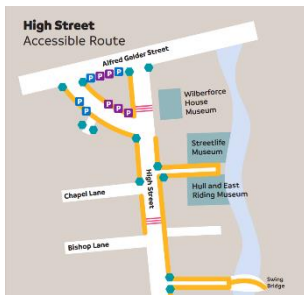 High Street
Accessible Route
Alfred Gelder Street
P
P
P
P
P
P
P
P
Wilberforce
House
Museum
Streetlife
Museum
High Street
Hull and East
Riding Museum
Chapel Lane
Bishop Lane
Swing
Bridge